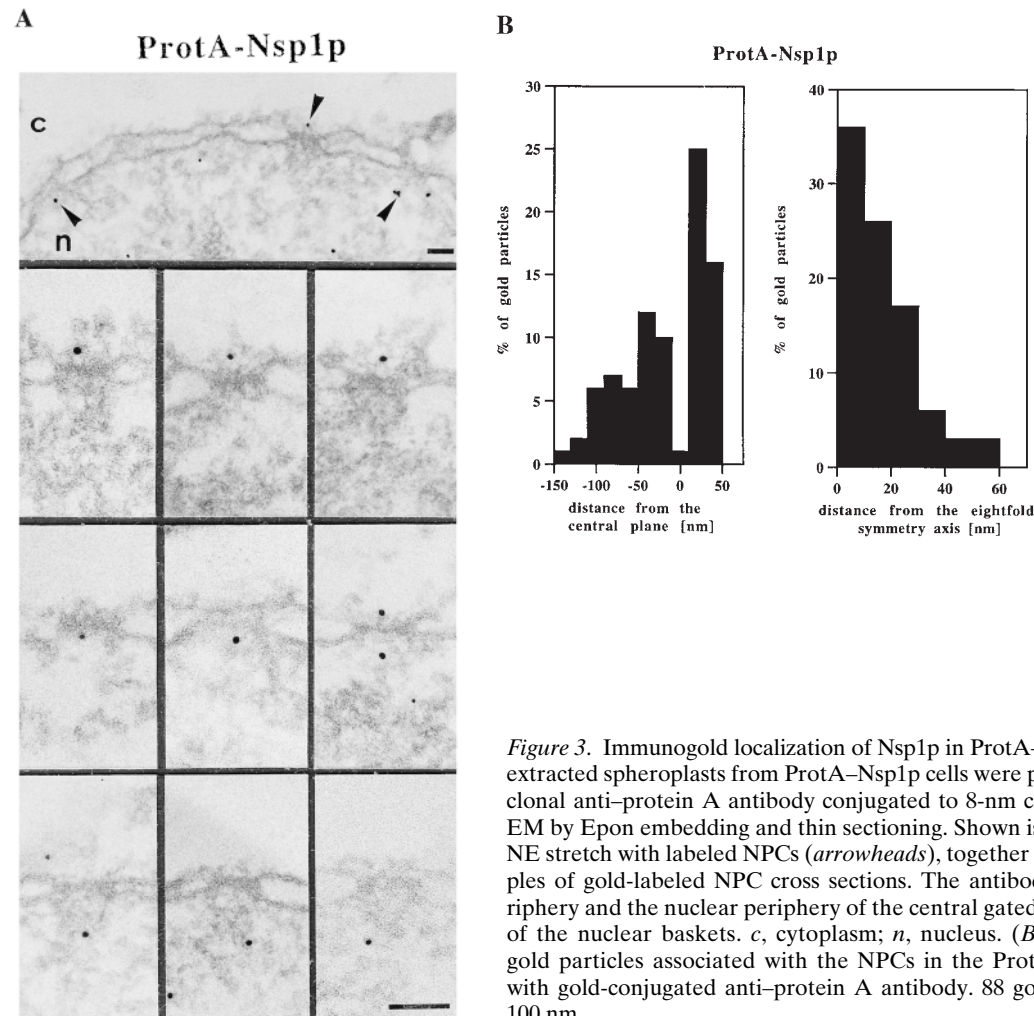 A
ProtA-Nsp1p
c
n
B
ProtA-Nsp1p
% of gold particles
30
25
20
15
10
5
0
-150 -100 -50 0 50
distance from the
central plane [nm]
% of gold particles
40
30
20
10
0
0 20 40 60
distance from the eightfold
symmetry axis [nm]
Figure 3. Immunogold localization of Nsp1p in ProtA-
extracted spheroplasts from ProtA–Nsp1p cells were p
clonal anti–protein A antibody conjugated to 8-nm c
EM by Epon embedding and thin sectioning. Shown is
NE stretch with labeled NPCs (arrowheads), together
ples of gold-labeled NPC cross sections. The antibod
riphery and the nuclear periphery of the central gated
of the nuclear baskets. c, cytoplasm; n, nucleus. (B
gold particles associated with the NPCs in the Prot
with gold-conjugated anti–protein A antibody. 88 go
100 nm